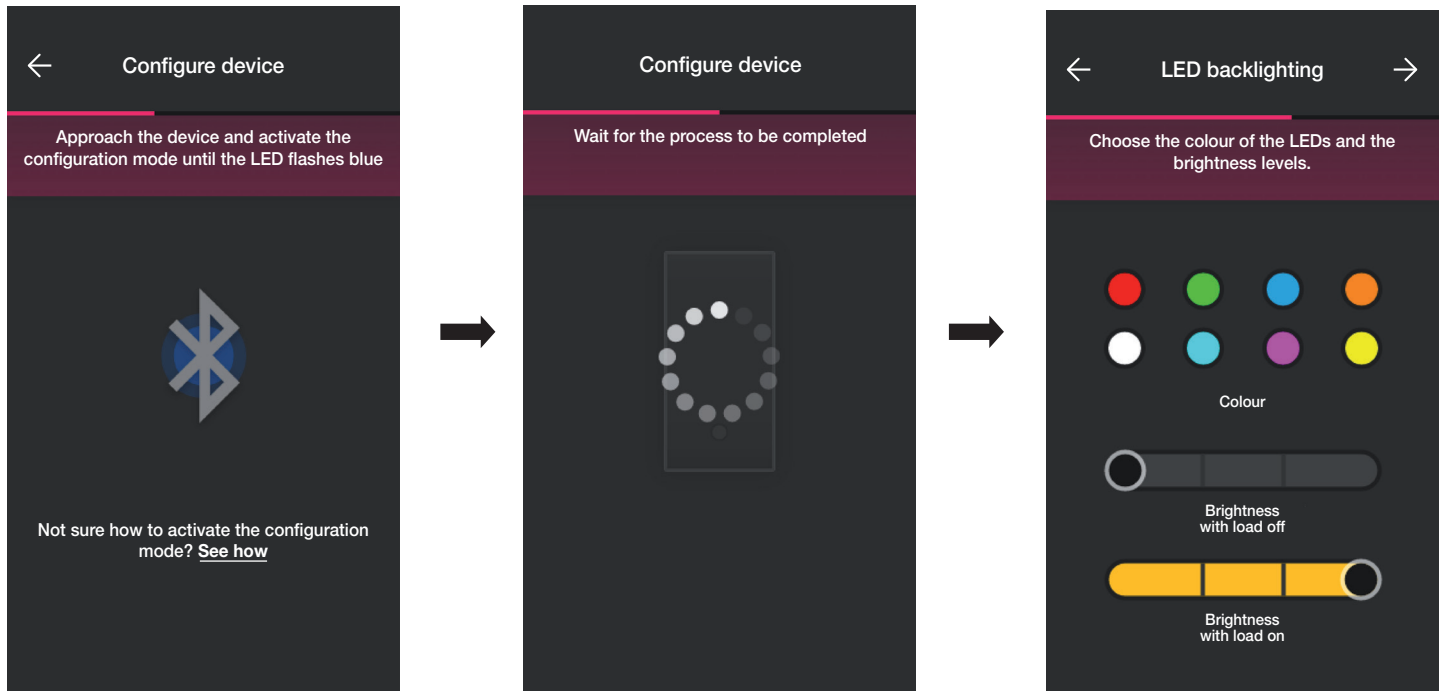 Configure device
Approach the device and activate the
configuration mode until the LED flashes blue
Not sure how to activate the configuration
mode? See how
Configure device
Wait for the process to be completed
LED backlighting
Choose the colour of the LEDs and the
brightness levels.
Colour
Brightness
with load off
Brightness
with load on